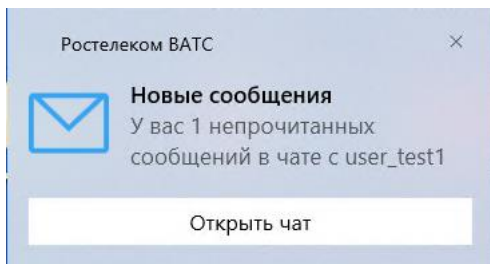 Ростелеком ВАТС
Новые сообщения
У вас 1 непрочитанных
сообщений в чате с user_test1
Открыть чат